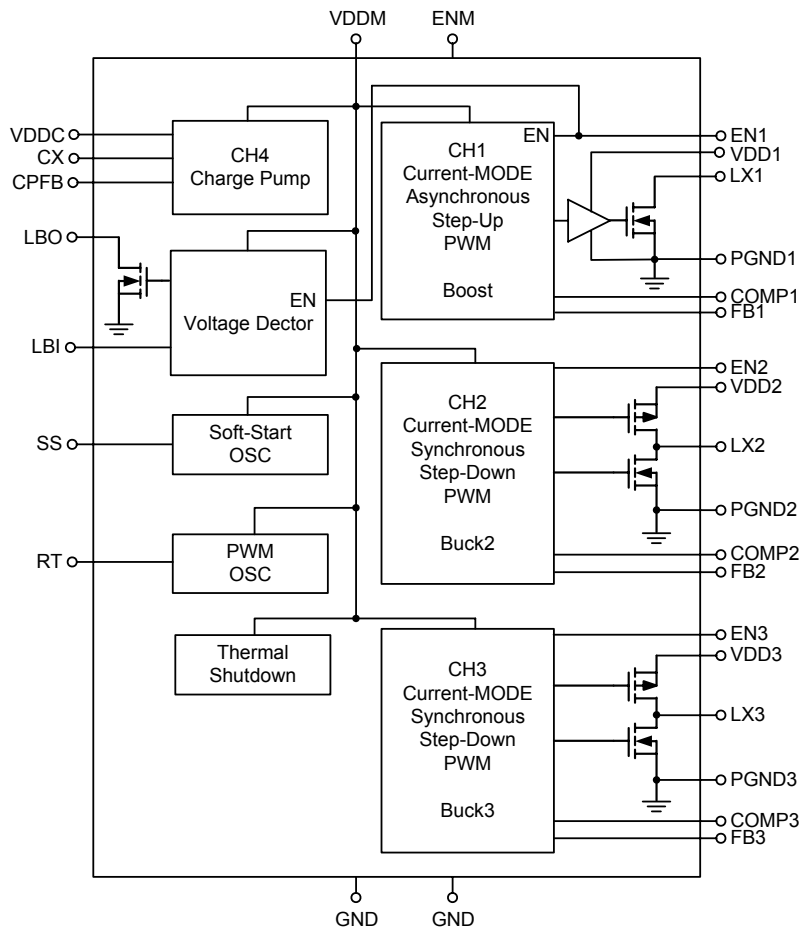 VDDM
ENM
VDDC
CX
CPFB
CH4
Charge Pump
LBO
EN
Voltage Dector
LBI
SS
Soft-Start
OSC
RT
PWM
OSC
Thermal
Shutdown
EN
CH1
Current-MODE
Asynchronous
Step-Up
PWM
Boost
EN1
VDD1
LX1
PGND1
COMP1
FB1
CH2
Current-MODE
Synchronous
Step-Down
PWM
Buck2
EN2
VDD2
LX2
PGND2
COMP2
FB2
CH3
Current-MODE
Synchronous
Step-Down
PWM
Buck3
EN3
VDD3
LX3
PGND3
COMP3
FB3
GND
GND